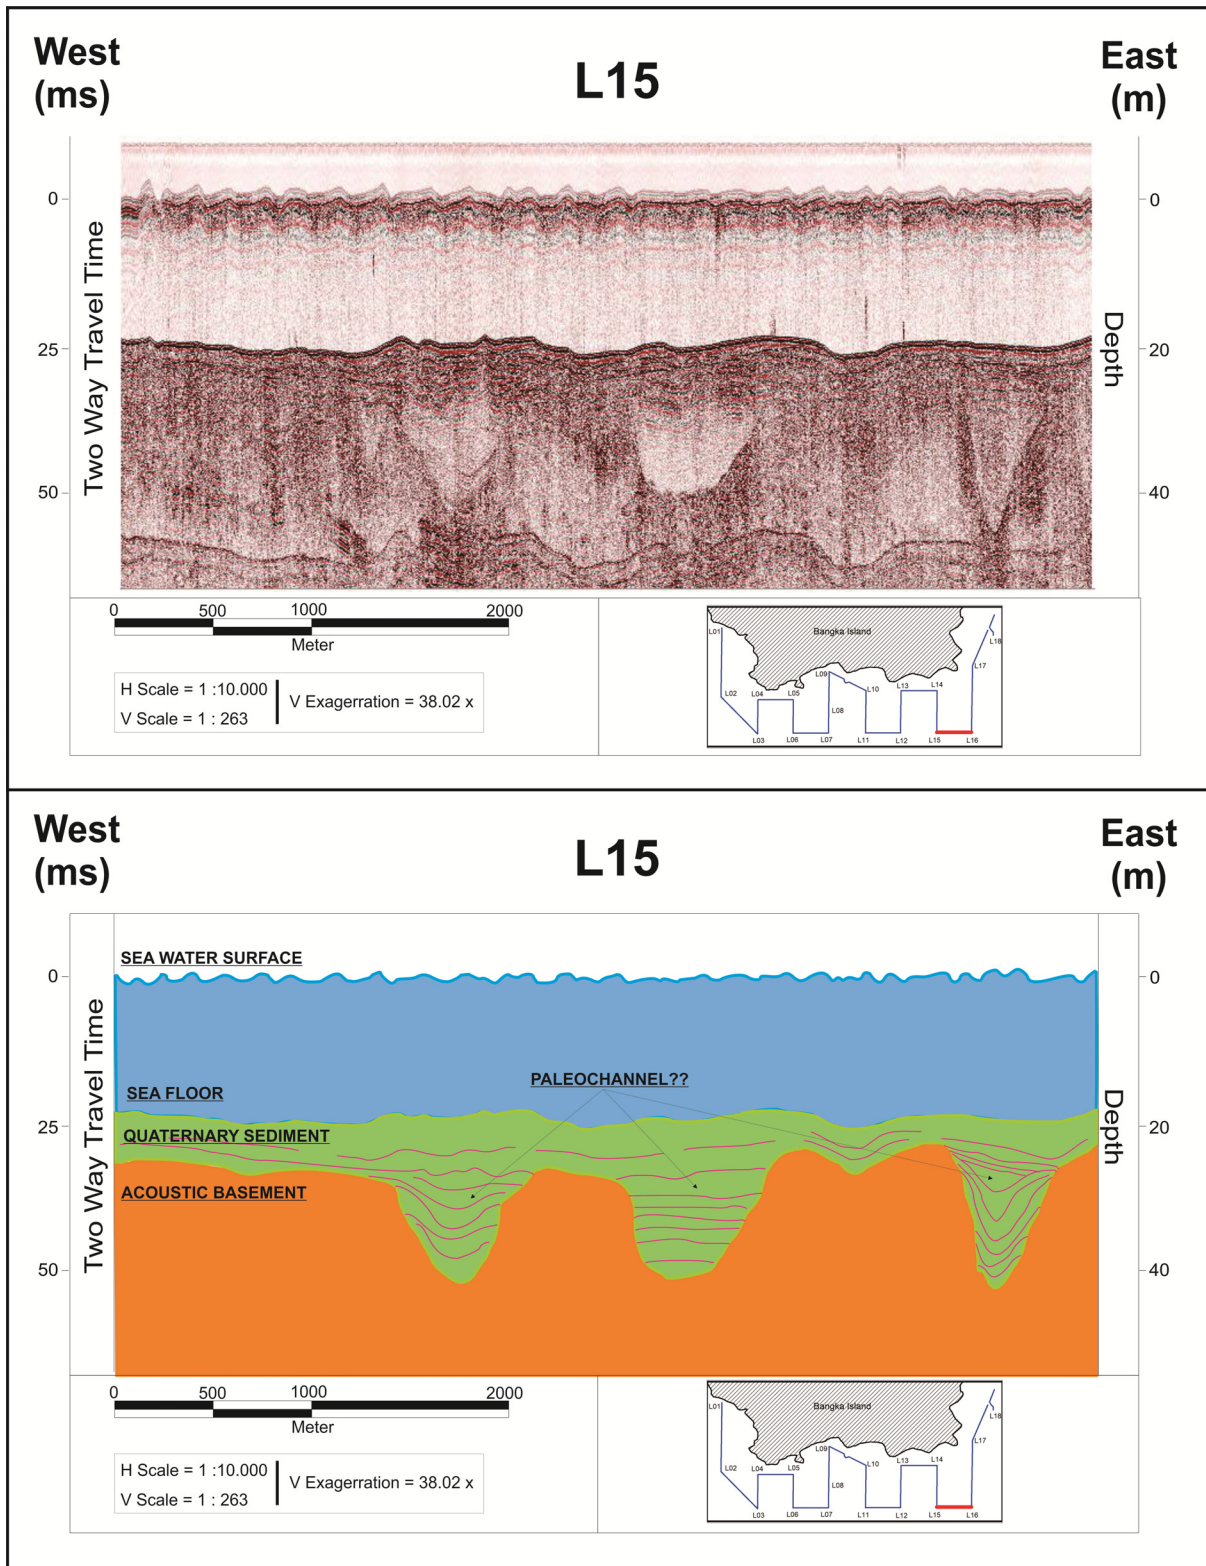 West
(ms)
L15
East
(m)
0
25
50
Two Way Travel Time
0
20
40
Depth
0 500 1000 2000
Meter
H Scale = 1 :10.000
V Scale = 1 : 263
V Exagerration = 38.02 x
Bangka Island
L01
L02
L03
L04
L05
L06
L07
L08
L09
L10
L11
L12
L13
L14
L15
L16
L17
L18
West
(ms)
L15
East
(m)
SEA WATER SURFACE
0
25
50
Two Way Travel Time
0
20
40
Depth
SEA FLOOR
PALEOCHANNEL??
QUATERNARY SEDIMENT
ACOUSTIC BASEMENT
0 500 1000 2000
Meter
H Scale = 1 :10.000
V Scale = 1 : 263
V Exagerration = 38.02 x
Bangka Island
L01
L02
L03
L04
L05
L06
L07
L08
L09
L10
L11
L12
L13
L14
L15
L16
L17
L18